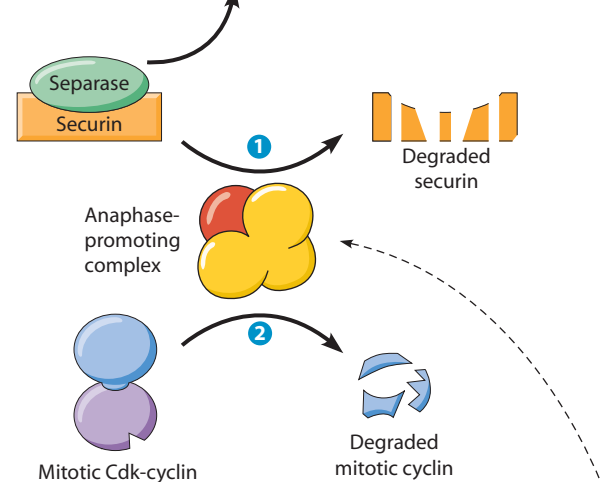 Separase
Securin
1
Degraded
securin
Anaphase-
promoting
complex
2
Degraded
mitotic cyclin
Mitotic Cdk-cyclin